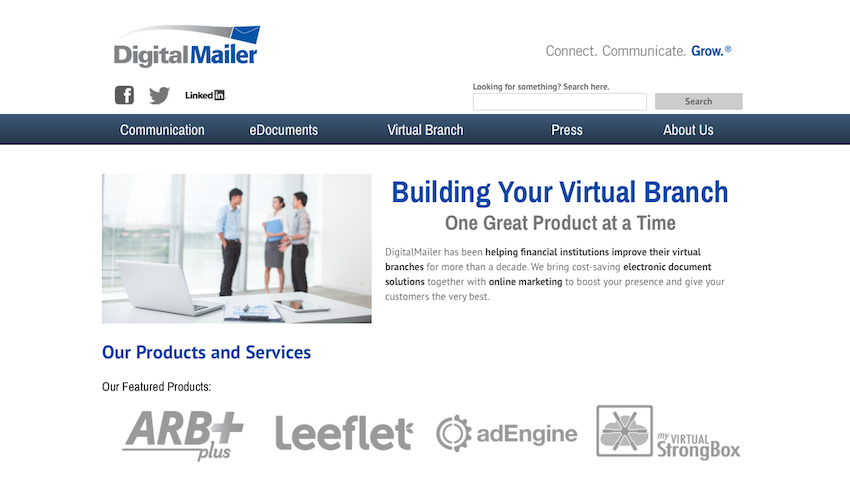 DigitalMailer
Connect. Communicate. Grow.®
Linked in
Looking for something? Search here.
Search
Communication
eDocuments
Virtual Branch
Press
About Us
Building Your Virtual Branch
One Great Product at a Time
DigitalMailer has been helping financial institutions improve their virtual
branches for more than a decade. We bring cost-saving electronic document
solutions together with online marketing to boost your presence and give your
customers the very best.
Our Products and Services
Our Featured Products:
ARB+
plus
Leeflet
adEngine
my VIRTUAL
StrongBox